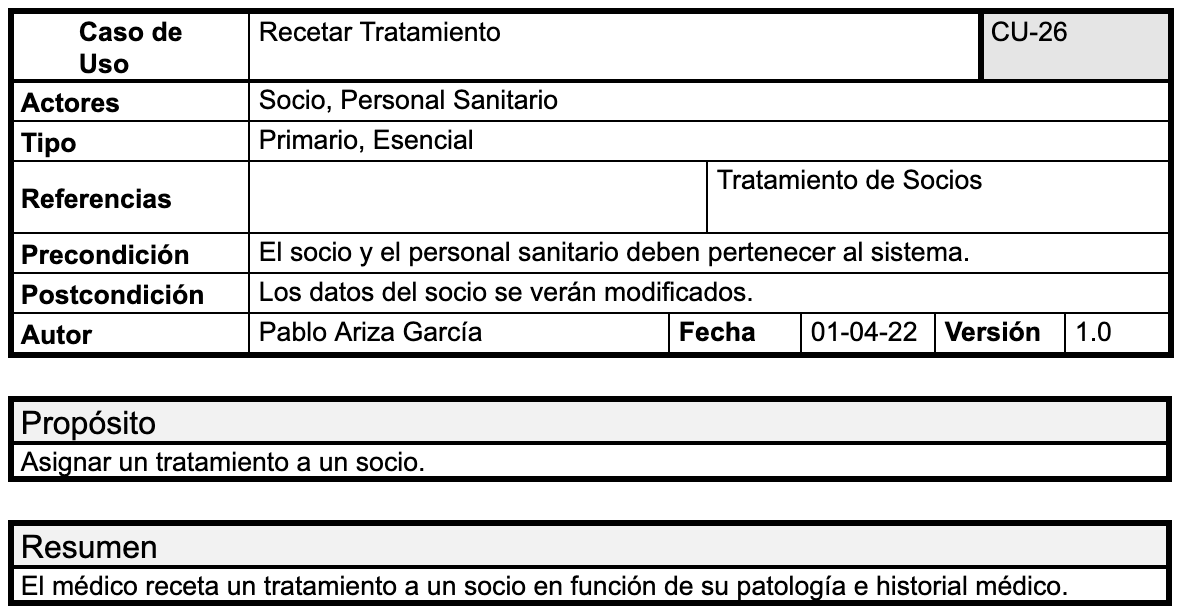 Caso de Uso Recetar Tratamiento CU-26
Actores Socio, Personal Sanitario
Tipo Primario, Esencial
Referencias Tratamiento de Socios
Precondición El socio y el personal sanitario deben pertenecer al sistema.
Postcondición Los datos del socio se verán modificados.
Autor Pablo Ariza García Fecha 01-04-22 Versión 1.0
Propósito
Asignar un tratamiento a un socio.
Resumen
El médico receta un tratamiento a un socio en función de su patología e historial médico.